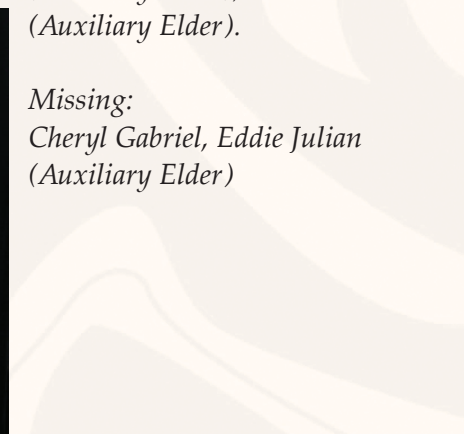 (Auxiliary Elder).
Missing:
Cheryl Gabriel, Eddie Julian
(Auxiliary Elder)